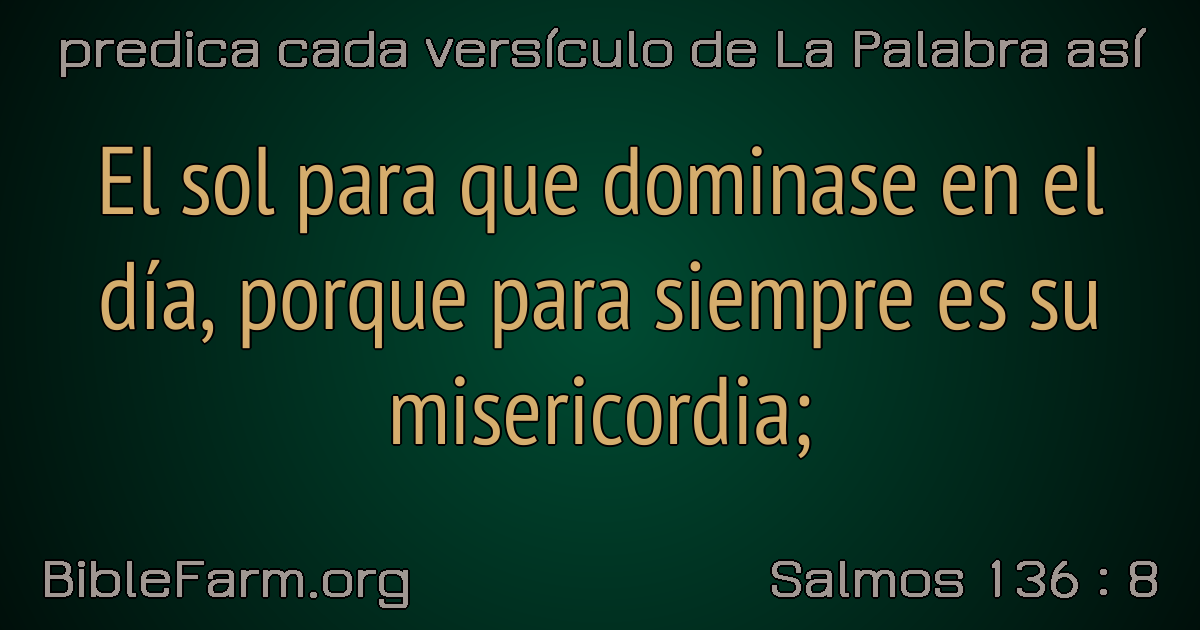 predica cada versículo de La Palabra así
El sol para que dominase en el
día, porque para siempre es su
misericordia;
BibleFarm.org
Salmos 136 : 8